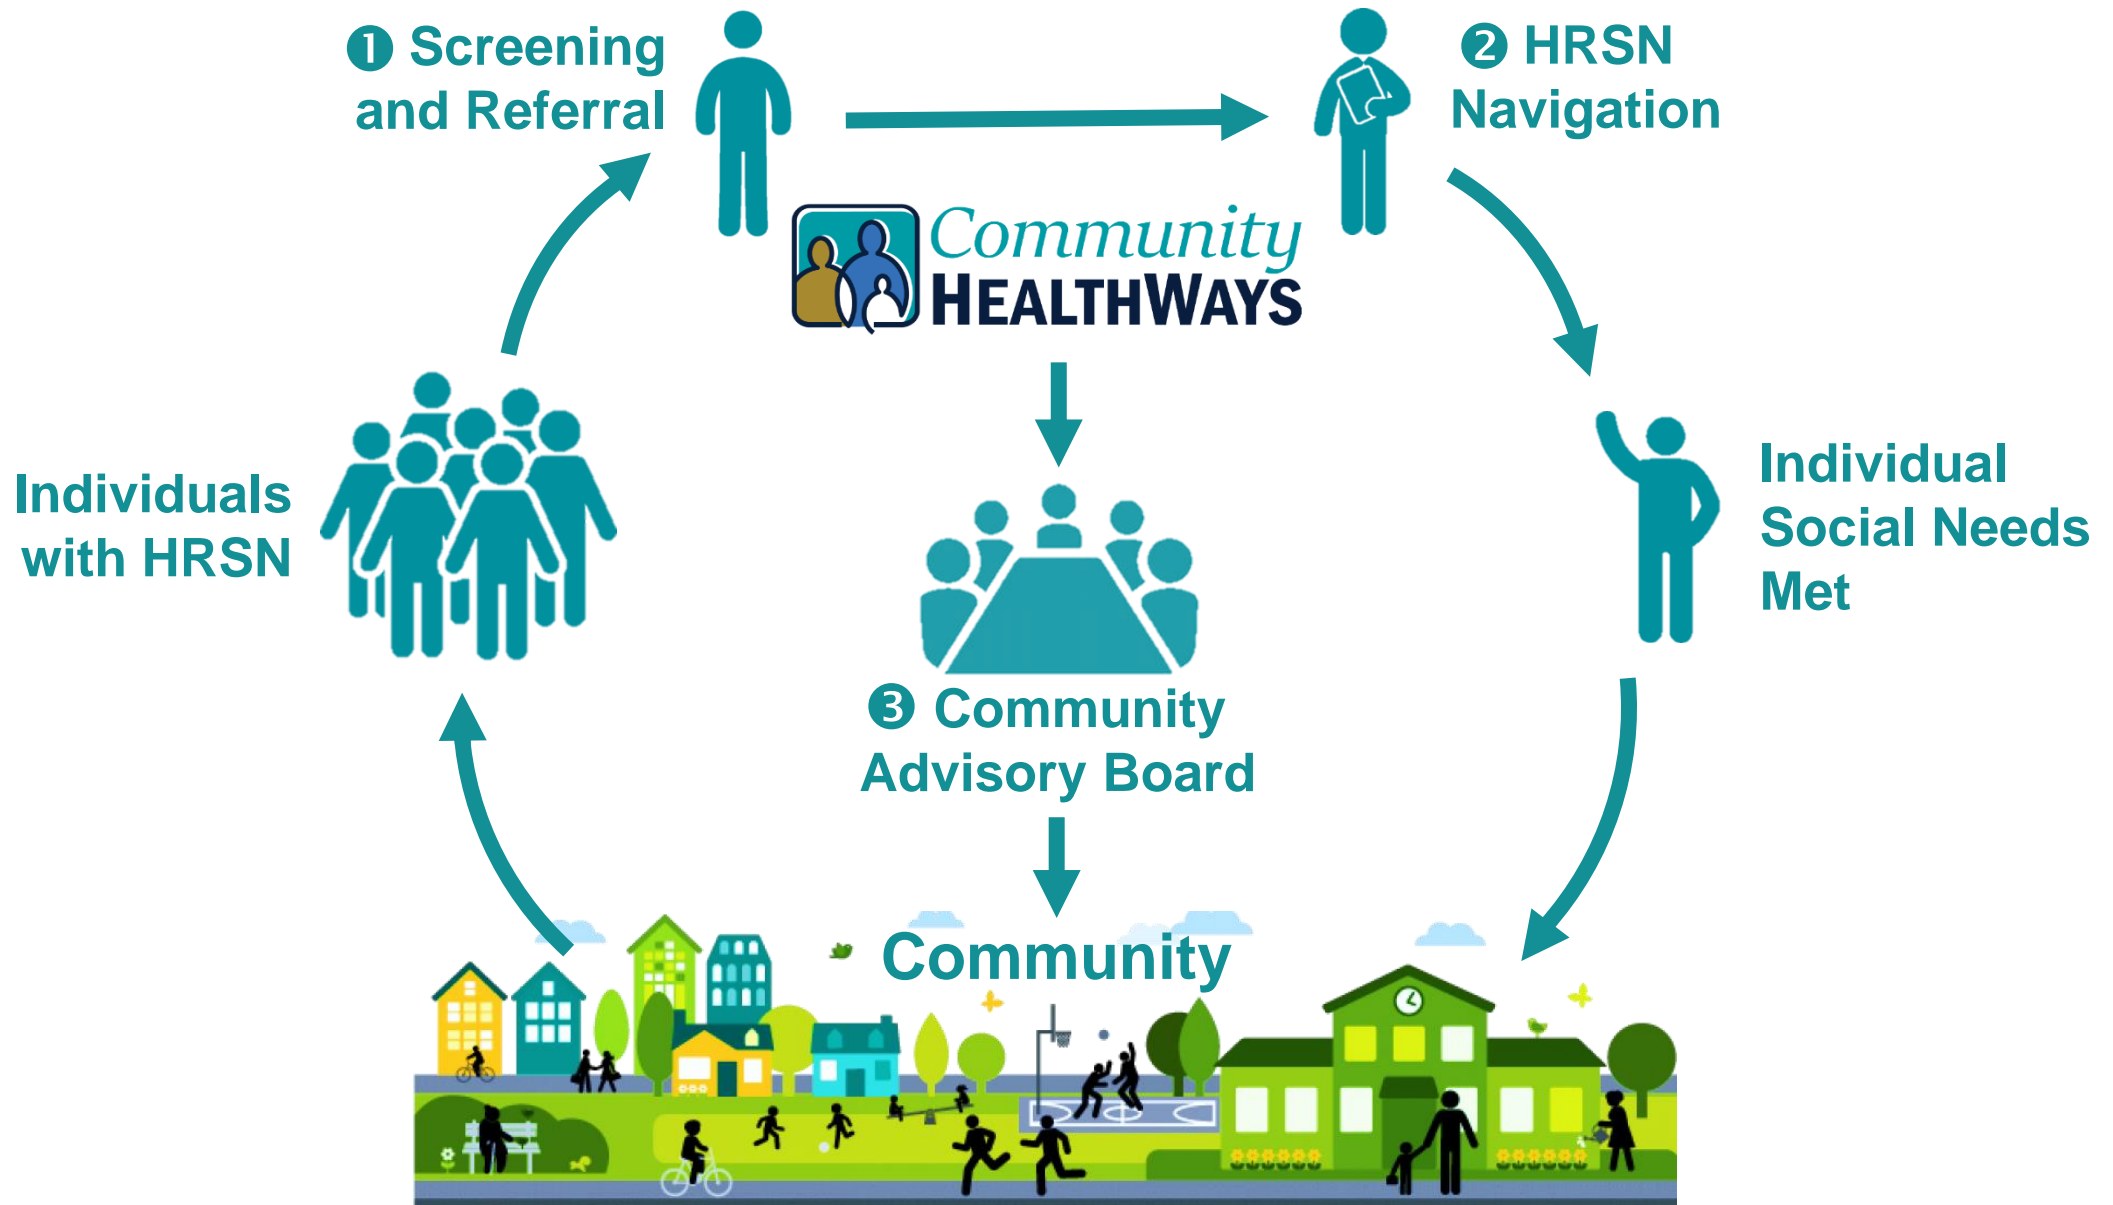 ❶ Screening
and Referral
❷ HRSN
Navigation
Community
HEALTHWAYS
Individuals
with HRSN
Individual
Social Needs
Met
❸ Community
Advisory Board
Community